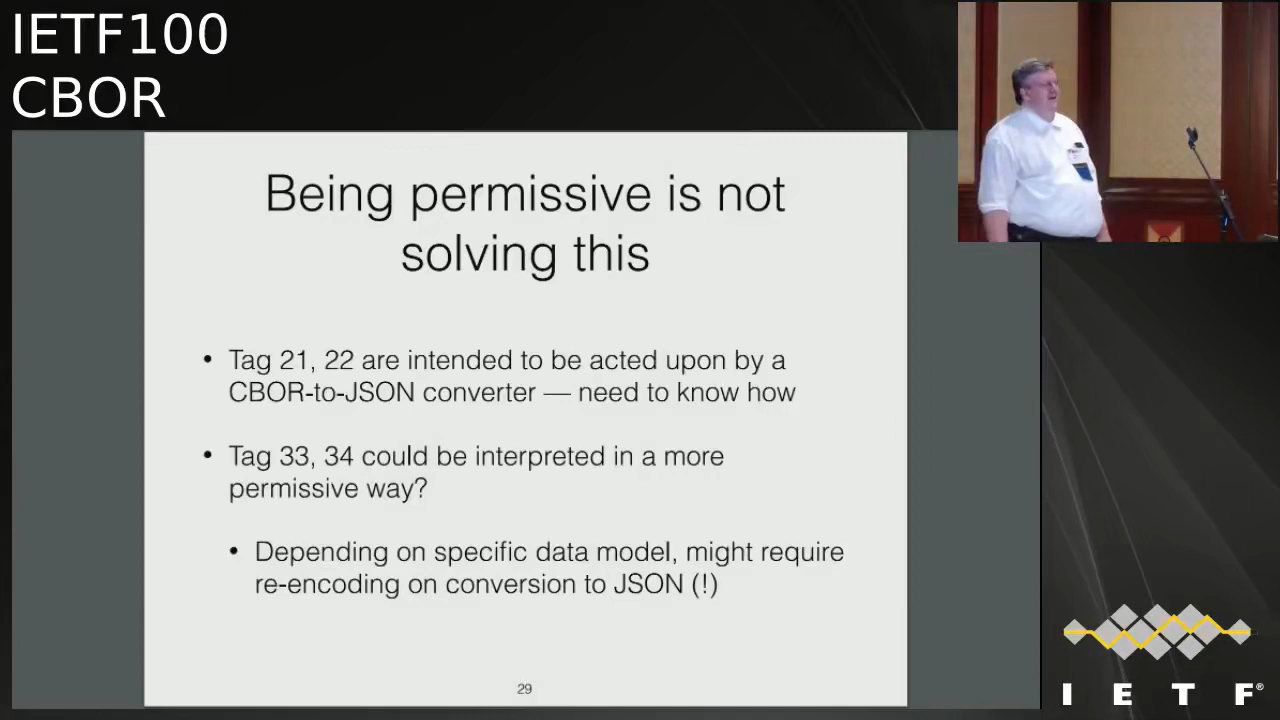 IETF100
CBOR
Being permissive is not
solving this
• Tag 21, 22 are intended to be acted upon by a
CBOR-to-JSON converter — need to know how
• Tag 33, 34 could be interpreted in a more
permissive way?
• Depending on specific data model, might require
re-encoding on conversion to JSON (!)
29
I E T F®